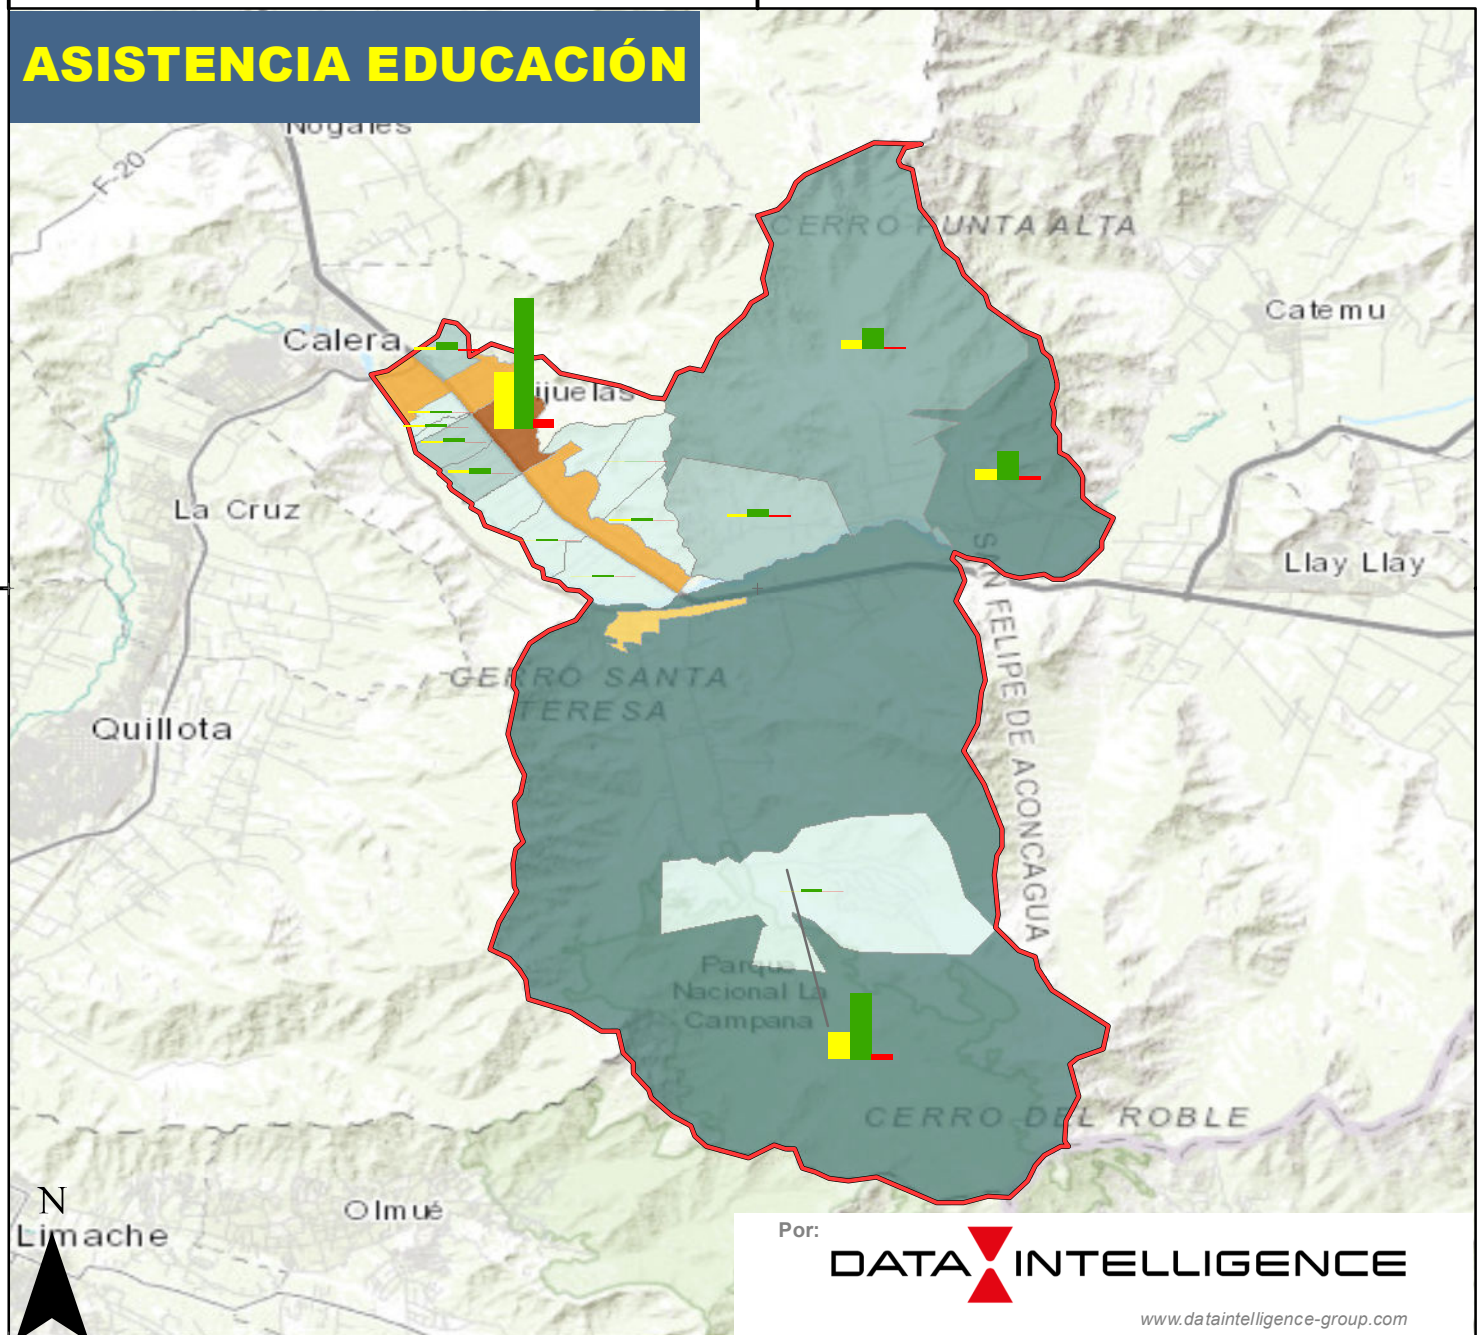 ASISTENCIA EDUCACIÓN
Nogales
F-20
CERRO PUNTA ALTA
Catemu
Calera
ijuelas
La Cruz
Llay Llay
SAN FELIPE DE ACONCAGUA
CERRO SANTA
TERESA
Quillota
Parque
Nacional La
Campana
CERRO DEL ROBLE
N
Olmué
Limache
Por:
DATA INTELLIGENCE
www.dataintelligence-group.com